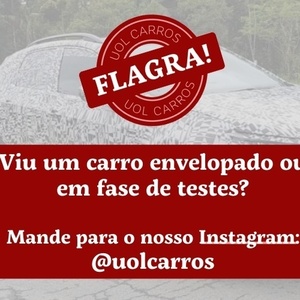 UOL CARROS
FLAGRA!
UOL CARROS
Viu um carro envelopado ou
em fase de testes?
Mande para o nosso Instagram:
@uolcarros